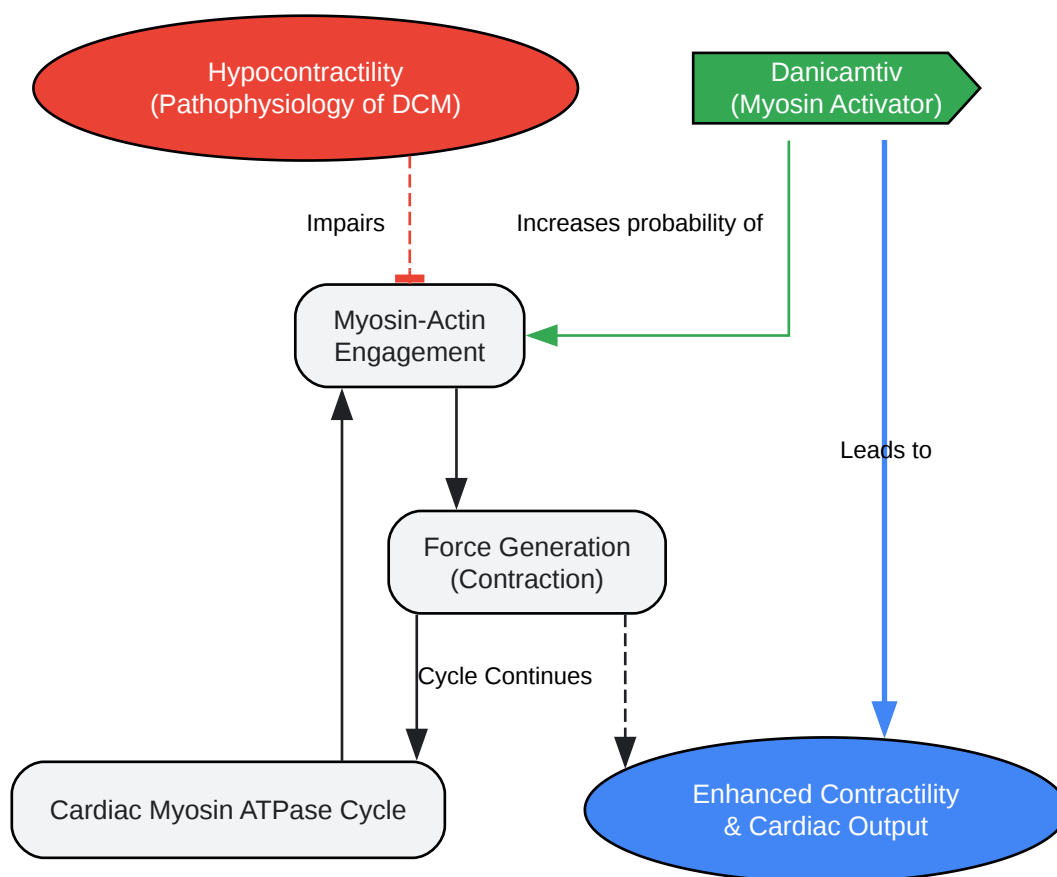 Hypocontractility
(Pathophysiology of DCM)
Danicamtiv
(Myosin Activator)
Impairs
Increases probability of
Myosin-Actin
Engagement
Leads to
Force Generation
(Contraction)
Cycle Continues
Cardiac Myosin ATPase Cycle
Enhanced Contractility
& Cardiac Output